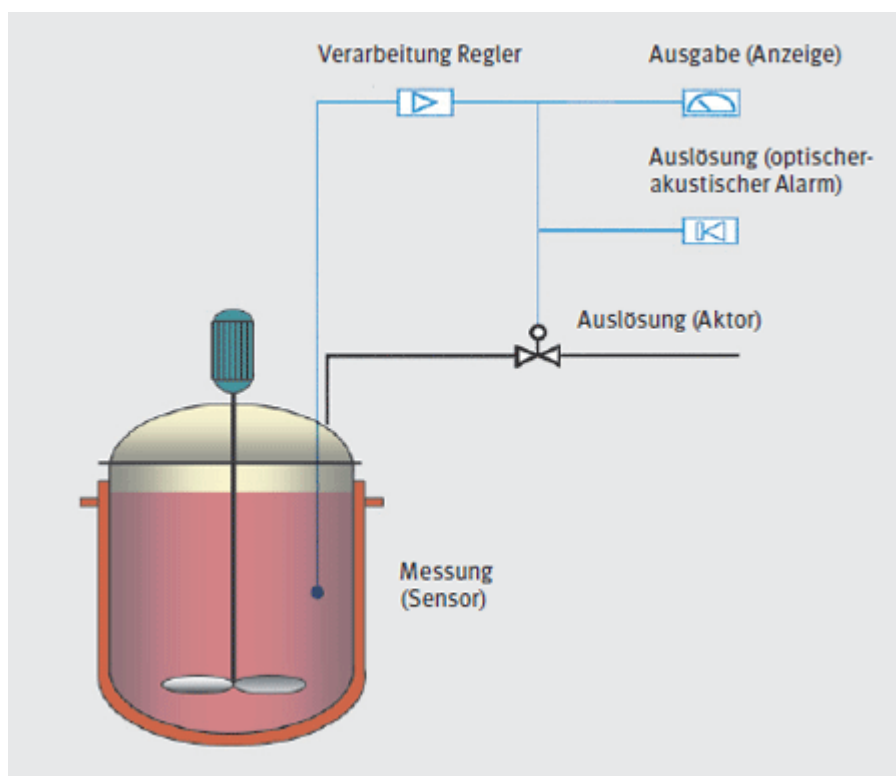 Verarbeitung Regler
Ausgabe (Anzeige)
Auslösung (optischer-
akustischer Alarm)
Auslösung (Aktor)
Messung
(Sensor)